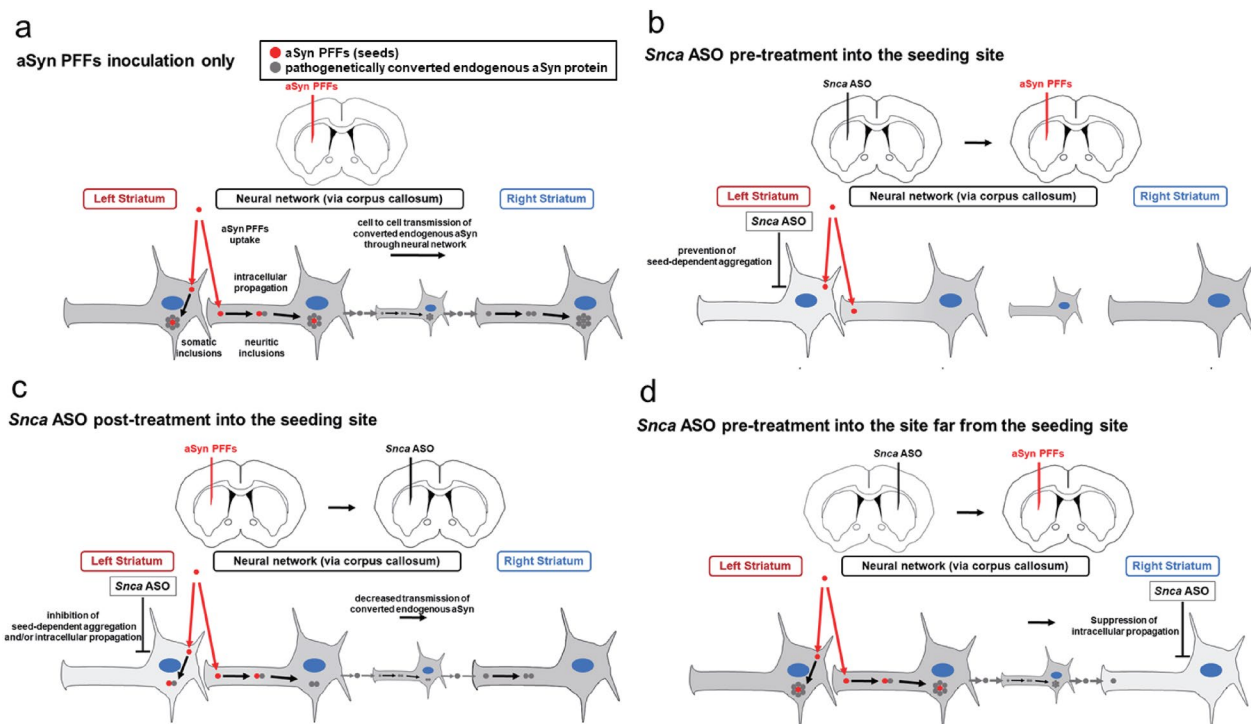 a
aSyn PFFs inoculation only
aSyn PFFs (seeds)
pathogenetically converted endogenous aSyn protein
aSyn PFFs
Left Striatum
Neural network (via corpus callosum)
Right Striatum
aSyn PFFs
uptake
cell to cell transmission of
converted endogenous aSyn
through neural network
intracellular
propagation
somatic
inclusions
neuritic
inclusions
b
Snca ASO pre-treatment into the seeding site
Snca ASO
aSyn PFFs
Left Striatum
Neural network (via corpus callosum)
Right Striatum
Snca ASO
prevention of
seed-dependent aggregation
c
Snca ASO post-treatment into the seeding site
aSyn PFFs
Snca ASO
Left Striatum
Neural network (via corpus callosum)
Right Striatum
Snca ASO
inhibition of
seed-dependent aggregation
and/or intracellular propagation
decreased transmission of
converted endogenous aSyn
d
Snca ASO pre-treatment into the site far from the seeding site
Snca ASO
aSyn PFFs
Left Striatum
Neural network (via corpus callosum)
Right Striatum
Snca ASO
Suppression of
intracellular propagation